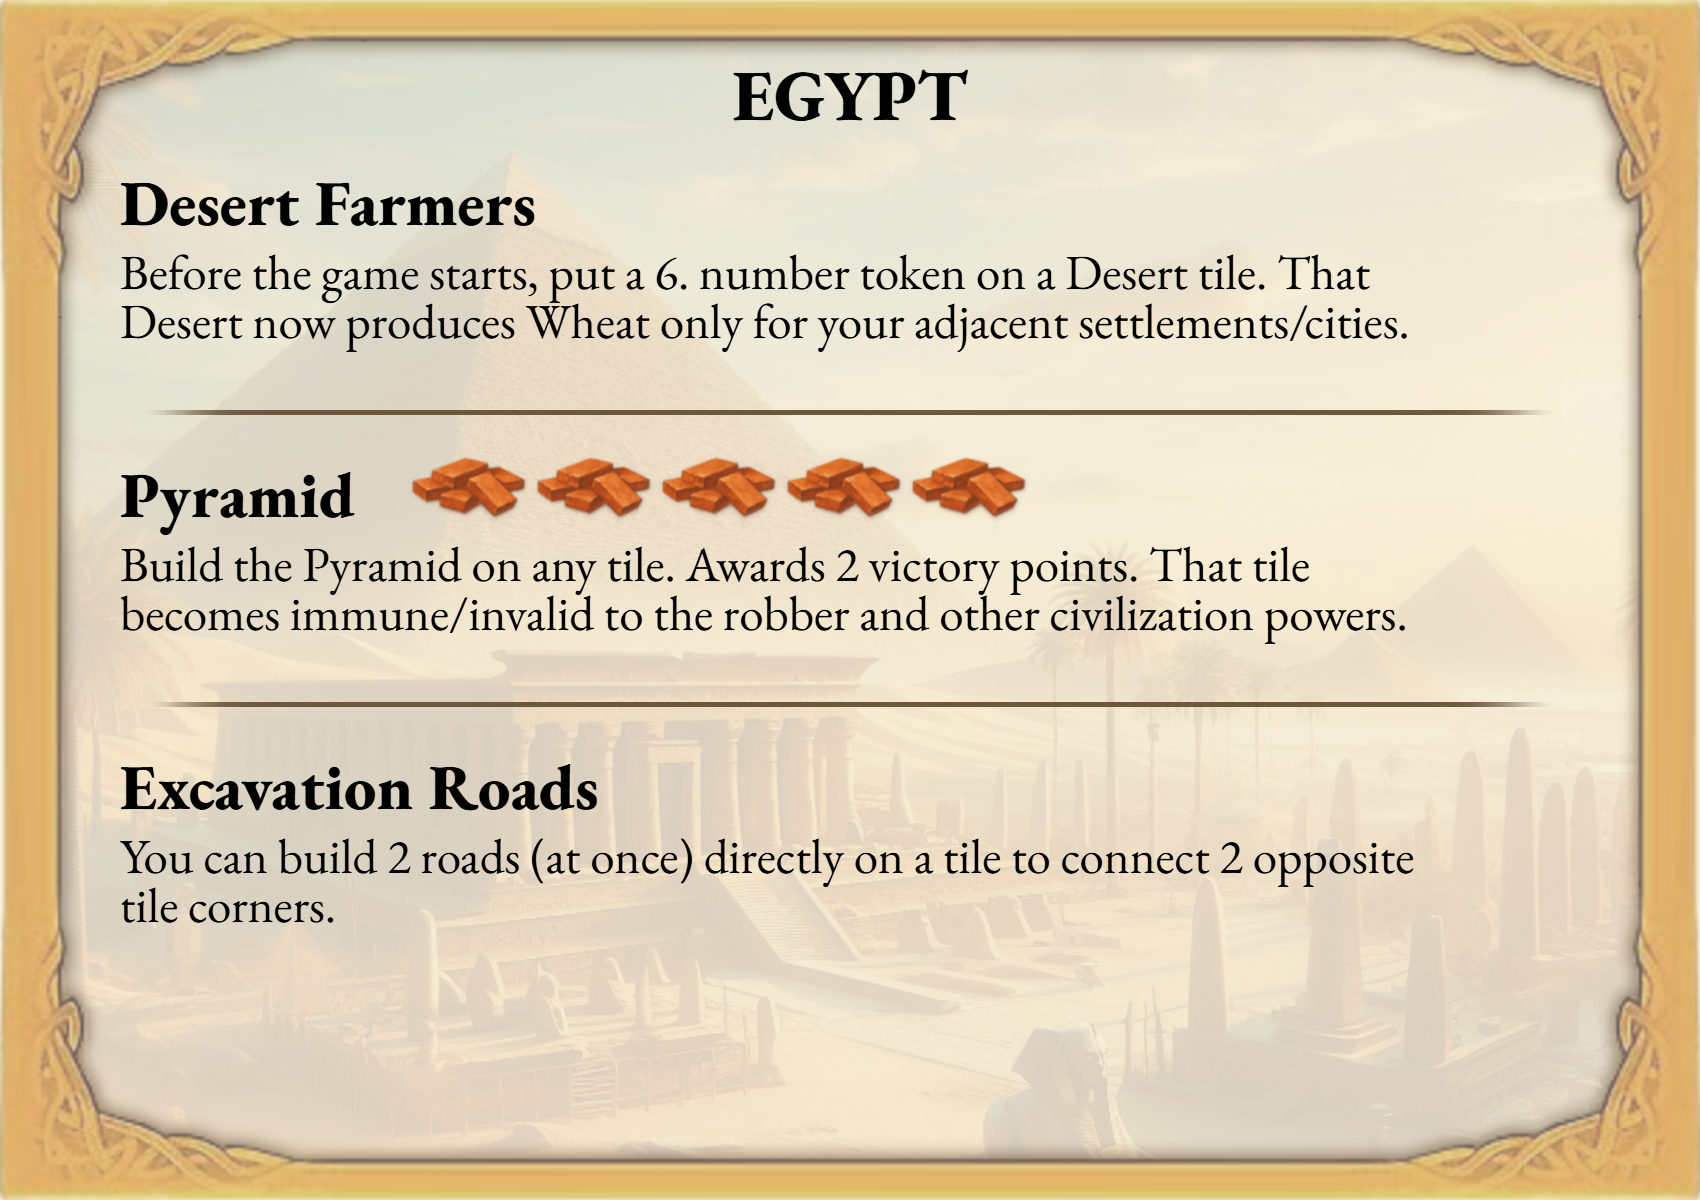 EGYPT
Desert Farmers
Before the game starts, put a 6. number token on a Desert tile. That
Desert now produces Wheat only for your adjacent settlements/cities.
Pyramid
Build the Pyramid on any tile. Awards 2 victory points. That tile
becomes immune/invalid to the robber and other civilization powers.
Excavation Roads
You can build 2 roads (at once) directly on a tile to connect 2 opposite
tile corners.